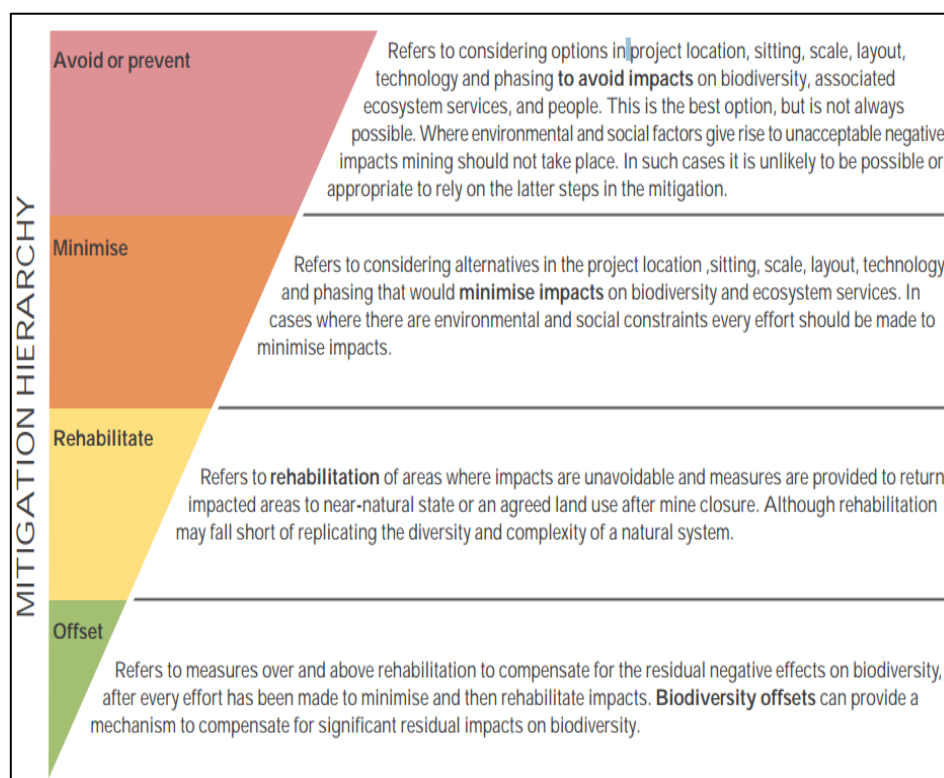 MITIGATION HIERARCHY
Avoid or prevent
Refers to considering options in project location, sitting, scale, layout,
technology and phasing to avoid impacts on biodiversity, associated
ecosystem services, and people. This is the best option, but is not always
possible. Where environmental and social factors give rise to unacceptable negative
impacts mining should not take place. In such cases it is unlikely to be possible or
appropriate to rely on the latter steps in the mitigation.
Minimise
Refers to considering alternatives in the project location ,sitting, scale, layout, technology
and phasing that would minimise impacts on biodiversity and ecosystem services. In
cases where there are environmental and social constraints every effort should be made to
minimise impacts.
Rehabilitate
Refers to rehabilitation of areas where impacts are unavoidable and measures are provided to return
impacted areas to near-natural state or an agreed land use after mine closure. Although rehabilitation
may fall short of replicating the diversity and complexity of a natural system.
Offset
Refers to measures over and above rehabilitation to compensate for the residual negative effects on biodiversity,
after every effort has been made to minimise and then rehabilitate impacts. Biodiversity offsets can provide a
mechanism to compensate for significant residual impacts on biodiversity.